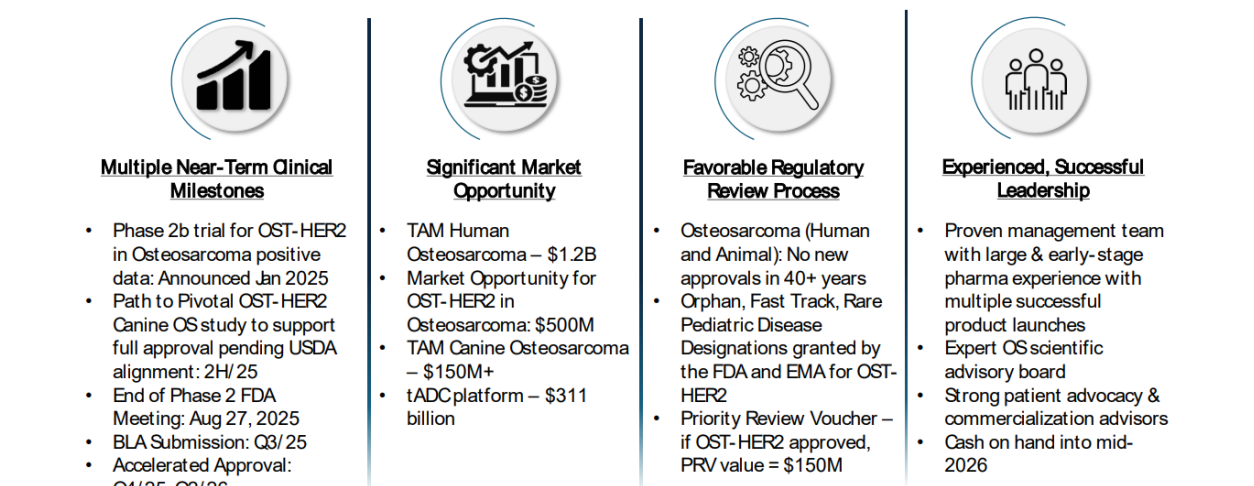 Multiple Near-Term Clinical
Milestones
• Phase 2b trial for OST-HER2
in Osteosarcoma positive
data: Announced Jan 2025
• Path to Pivotal OST-HER2
Canine OS study to support
full approval pending USDA
alignment: 2H/25
• End of Phase 2 FDA
Meeting: Aug 27, 2025
• BLA Submission: Q3/25
• Accelerated Approval:
Significant Market
Opportunity
• TAM Human
Osteosarcoma – $1.2B
• Market Opportunity for
OST-HER2 in
Osteosarcoma: $500M
• TAM Canine Osteosarcoma
– $150M+
• tADC platform – $311
billion
Favorable Regulatory
Review Process
• Osteosarcoma (Human
and Animal): No new
approvals in 40+ years
• Orphan, Fast Track, Rare
Pediatric Disease
Designations granted by
the FDA and EMA for OST-
HER2
• Priority Review Voucher –
if OST-HER2 approved,
PRV value = $150M
Experienced, Successful
Leadership
• Proven management team
with large & early-stage
pharma experience with
multiple successful
product launches
• Expert OS scientific
advisory board
• Strong patient advocacy &
commercialization advisors
• Cash on hand into mid-
2026